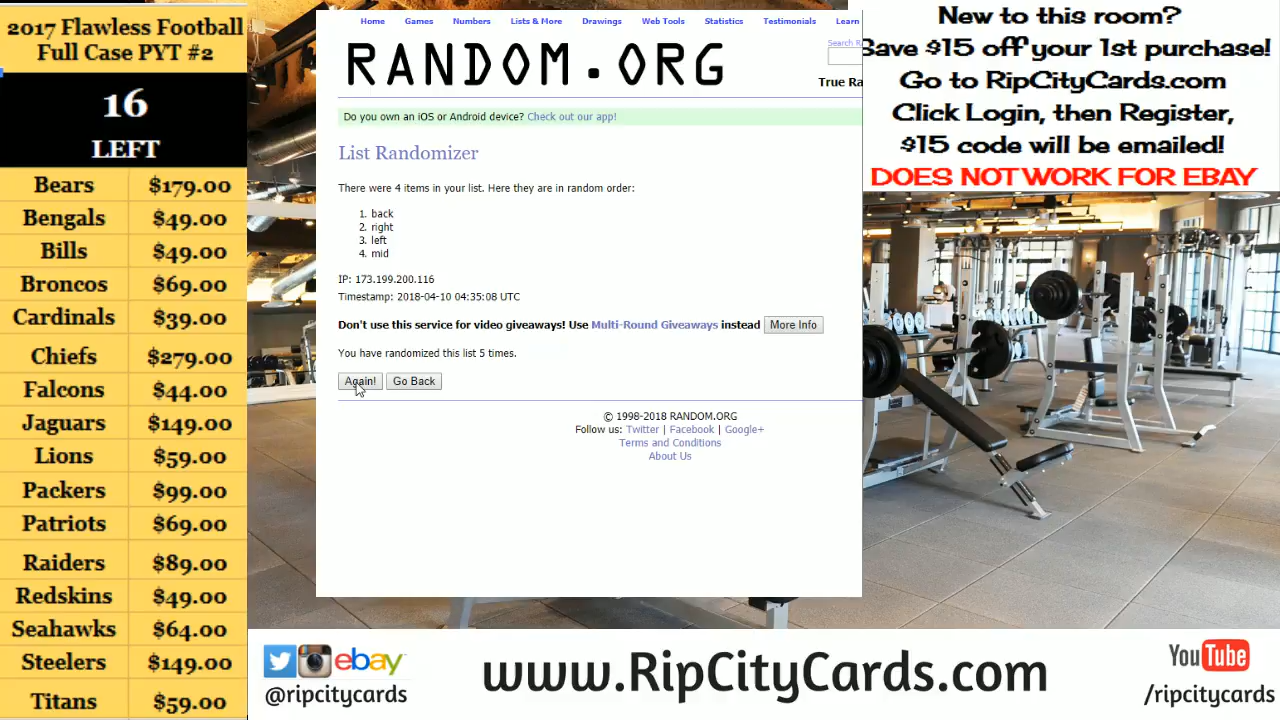 2017 Flawless Football
Full Case PYT #2
16
LEFT
Bears $179.00
Bengals $49.00
Bills $49.00
Broncos $69.00
Cardinals $39.00
Chiefs $279.00
Falcons $44.00
Jaguars $149.00
Lions $59.00
Packers $99.00
Patriots $69.00
Raiders $89.00
Redskins $49.00
Seahawks $64.00
Steelers $149.00
Titans $59.00
Home Games Numbers Lists & More Drawings Web Tools Statistics Testimonials Learn
RANDOM.ORG
Search R
True Ra
Do you own an iOS or Android device? Check out our app!
List Randomizer
There were 4 items in your list. Here they are in random order:
1. back
2. right
3. left
4. mid
IP: 173.199.200.116
Timestamp: 2018-04-10 04:35:08 UTC
Don't use this service for video giveaways! Use Multi-Round Giveaways instead More Info
You have randomized this list 5 times.
Again! Go Back
© 1998-2018 RANDOM.ORG
Follow us: Twitter | Facebook | Google+
Terms and Conditions
About Us
New to this room?
Save $15 off your 1st purchase!
Go to RipCityCards.com
Click Login, then Register,
$15 code will be emailed!
DOES NOT WORK FOR EBAY
ebay
@ripcitycards
www.RipCityCards.com
YouTube
/ripcitycards